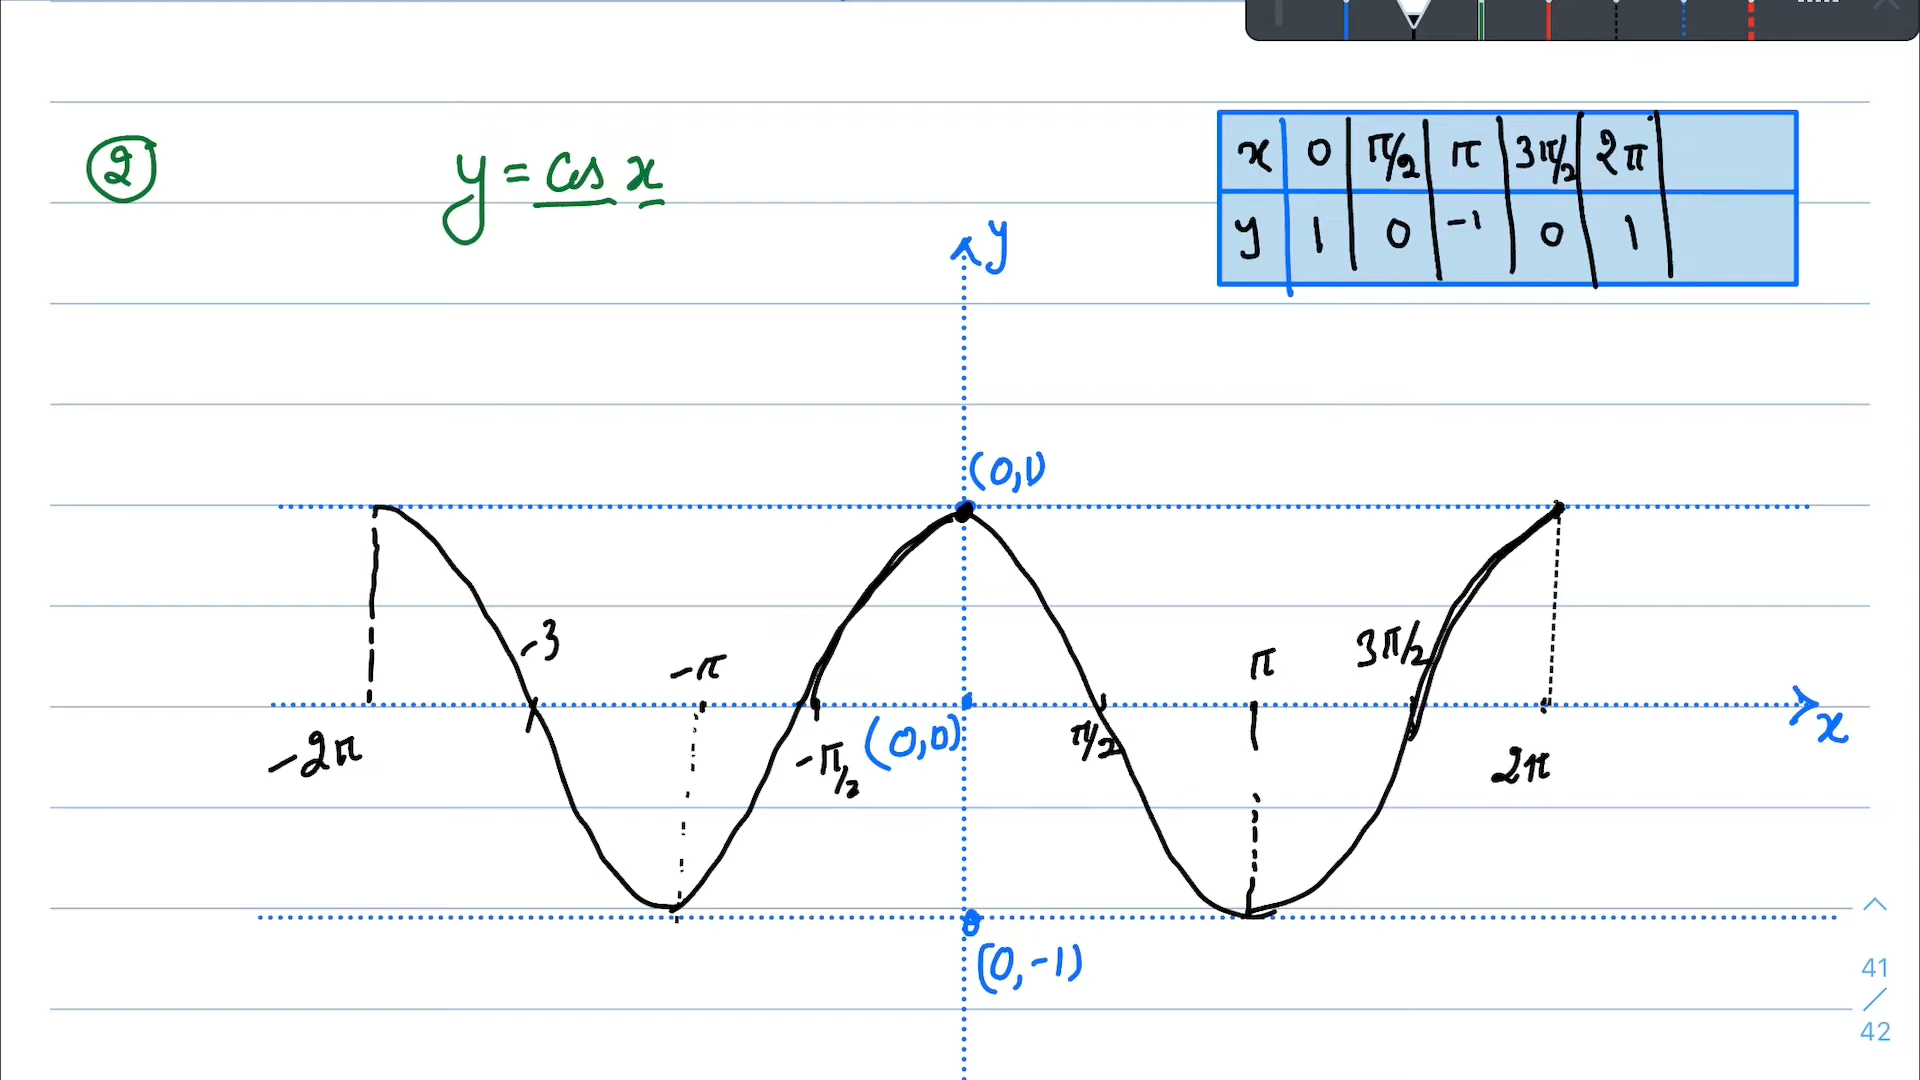 2
y = cos x
x 0 π/2 π 3π/2 2π
y 1 0 -1 0 1
y
(0,1)
-3
-π
π
3π/2
x
-2π
-π/2
(0,0)
π/2
2π
(0,-1)
41
/
42